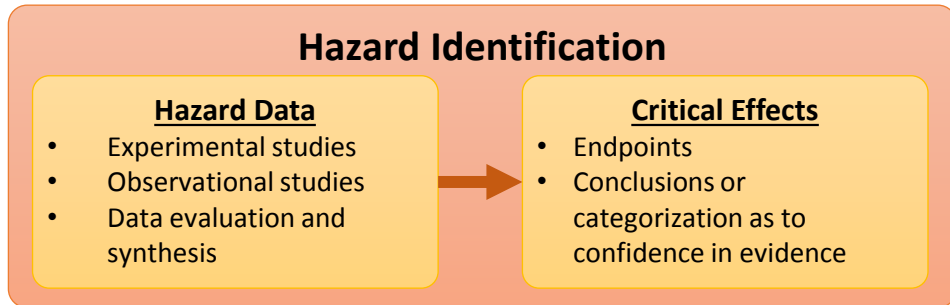 Hazard Identification
Hazard Data
• Experimental studies
• Observational studies
• Data evaluation and
synthesis
Critical Effects
• Endpoints
• Conclusions or
categorization as to
confidence in evidence